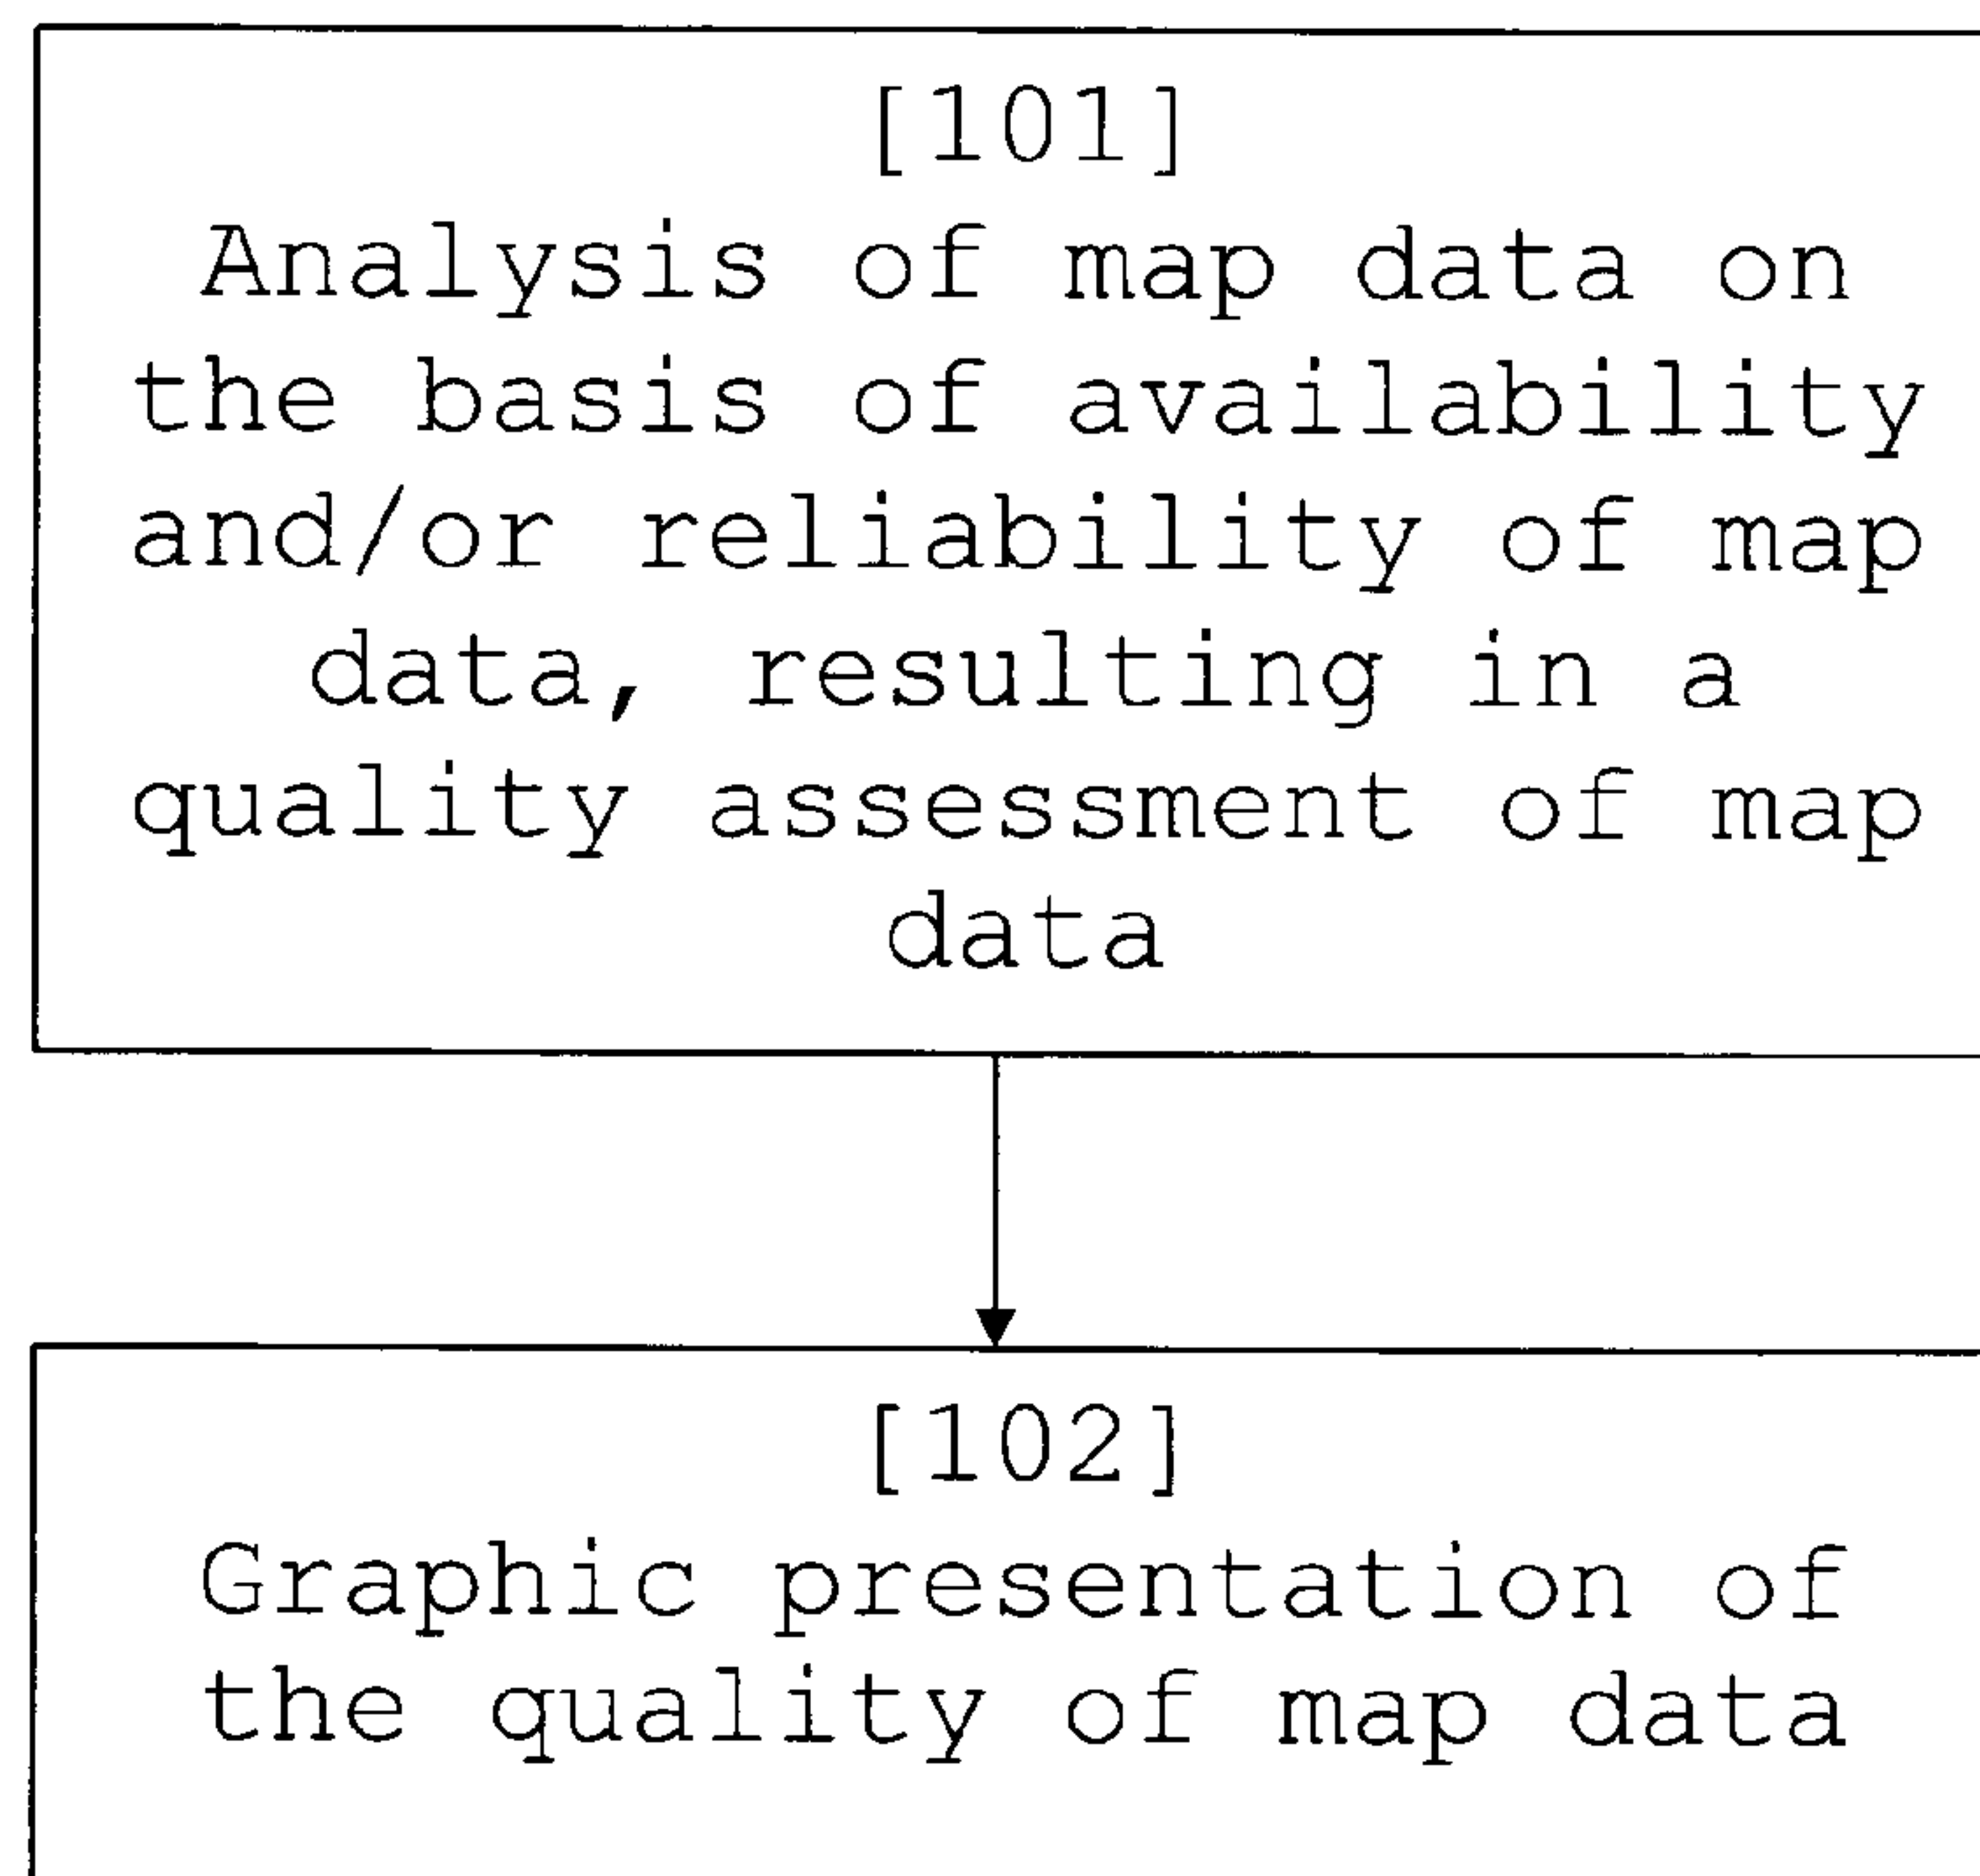 [101]
Analysis of map data on
the basis of availability
and/or reliability of map
data, resulting in a
quality assessment of map
data
[102]
Graphic presentation of
the quality of map data